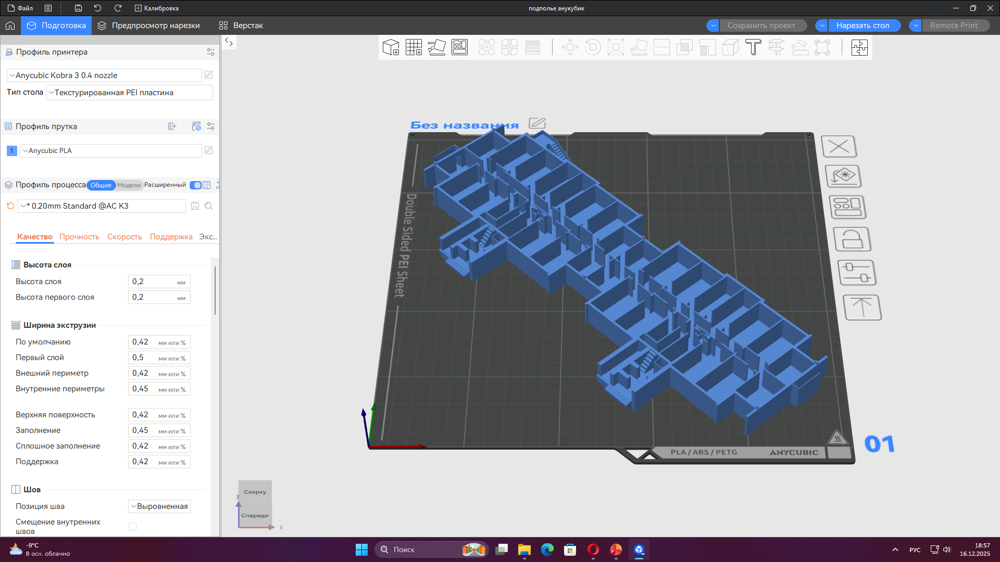 Файл
Калибровка
подполье анукубик
Подготовка
Предпросмотр нарезки
Верстак
Сохранить проект
Нарезать стол
Remote Print
Профиль принтера
Anycubic Kobra 3 0.4 nozzle
Тип стола
Текстурированная PEI пластина
Профиль прутка
1
Anycubic PLA
Профиль процесса
Общие
Модели
Расширенный
* 0.20mm Standard @AC K3
Качество
Прочность
Скорость
Поддержка
Экс...
Высота слоя
Высота слоя 0,2 мм
Высота первого слоя 0,2 мм
Ширина экструзии
По умолчанию 0,42 мм или %
Первый слой 0,5 мм или %
Внешний периметр 0,42 мм или %
Внутренние периметры 0,45 мм или %
Верхняя поверхность 0,42 мм или %
Заполнение 0,45 мм или %
Сплошное заполнение 0,42 мм или %
Поддержка 0,42 мм или %
Шов
Позиция шва Выровненная
Смещение внутренних
швов
AUTO
Без названия
Double Sided PEI Sheet
PLA / ABS / PETG
ANYCUBIC
01
Сверху
Спереди
z
x
-9°C
В осн. облачно
Поиск
РУС
18:57
16.12.2025